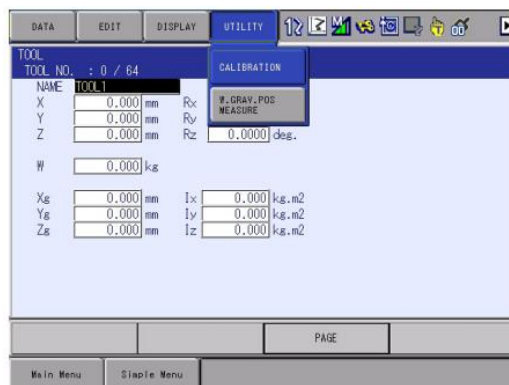 DATA EDIT DISPLAY UTILITY
TOOL
TOOL NO. : 0 / 64
CALIBRATION
W.GRAV.POS
MEASURE
NAME TOOL1
X 0.000 mm Rx
Y 0.000 mm Ry
Z 0.000 mm Rz 0.0000 deg.
W 0.000 kg
Xg 0.000 mm Ix 0.000 kg.m2
Yg 0.000 mm Iy 0.000 kg.m2
Zg 0.000 mm Iz 0.000 kg.m2
PAGE
Main Menu Simple Menu